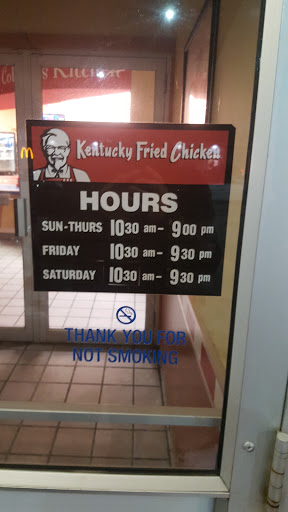 Kitchen
Kentucky Fried Chicken
HOURS
SUN-THURS 10 30 am - 9 00 pm
FRIDAY 10 30 am - 9 30 pm
SATURDAY 10 30 am - 9 30 pm
THANK YOU FOR
NOT SMOKING